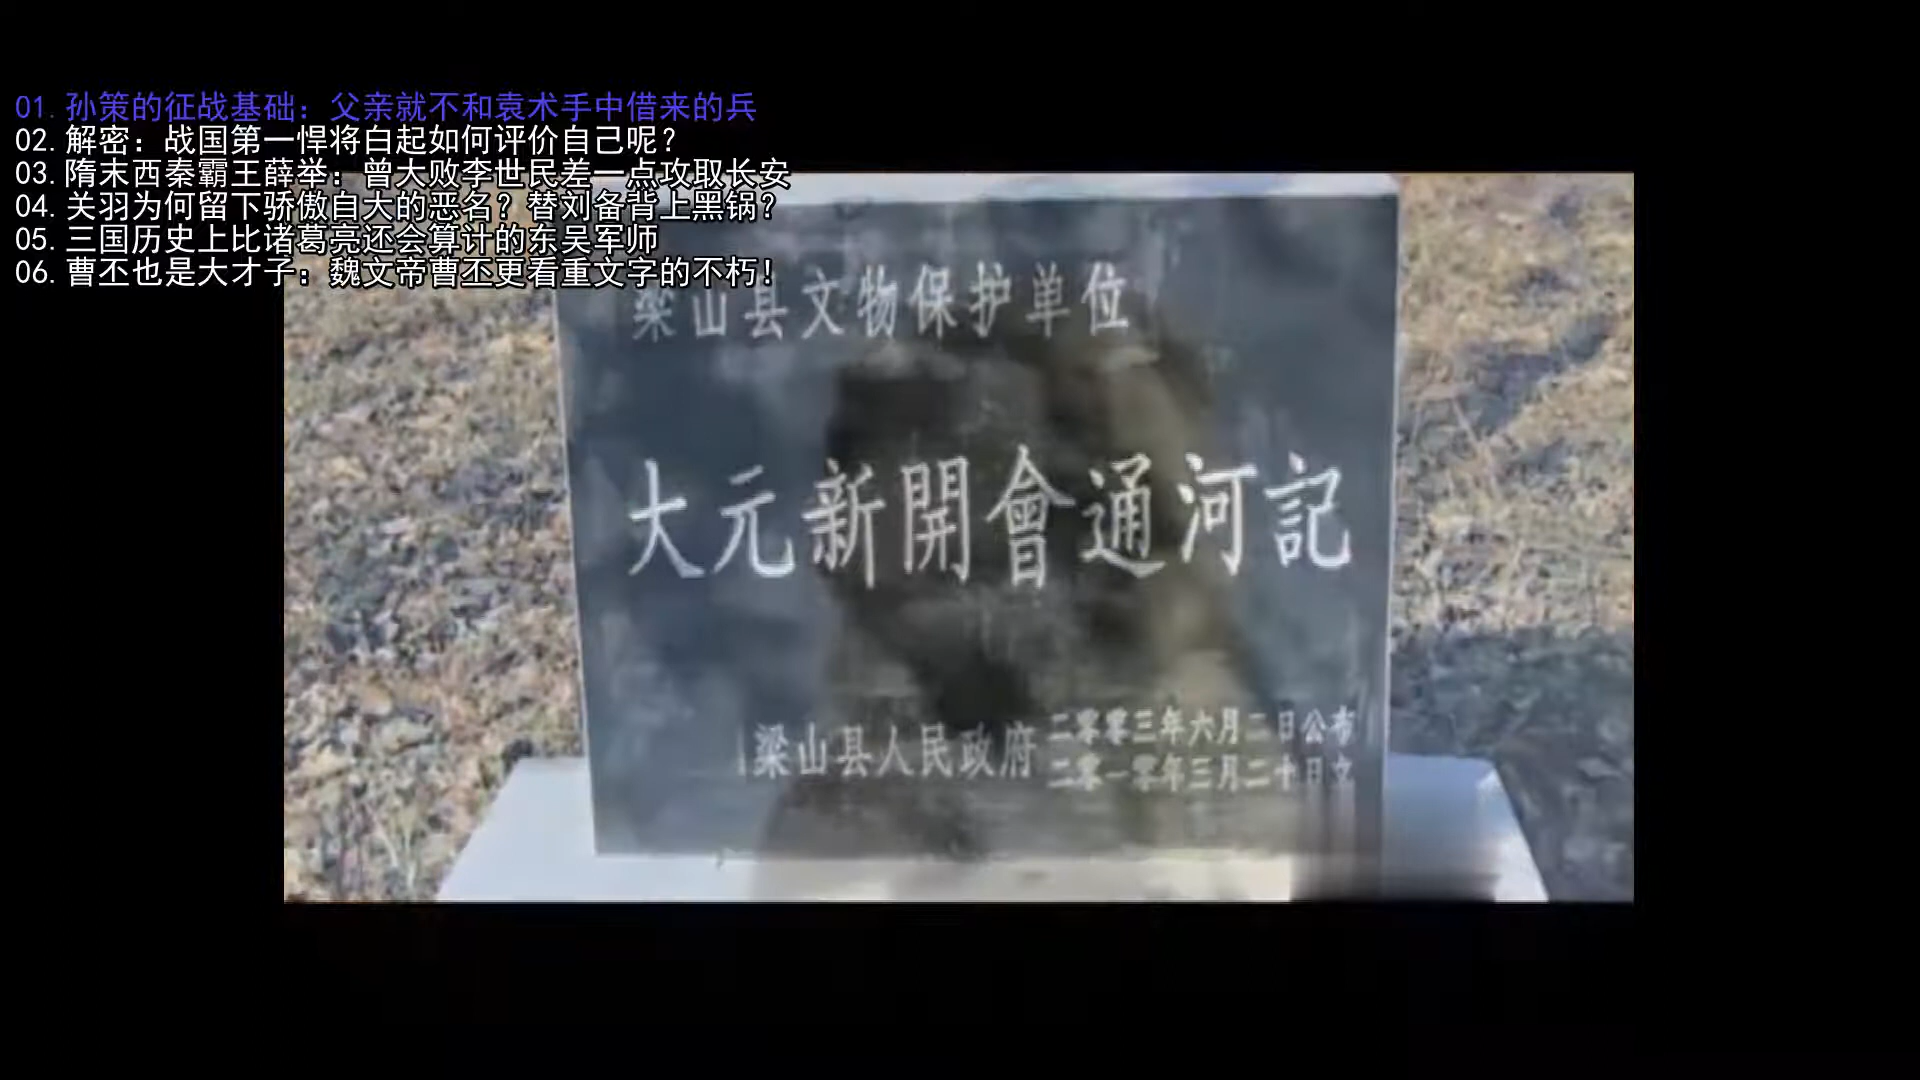 01.孙策的征战基础：父亲就不和袁术手中借来的兵
02.解密：战国第一悍将白起如何评价自己呢？
03.隋末西秦霸王薛举：曾大败李世民差一点攻取长安
04.关羽为何留下骄傲自大的恶名？替刘备背上黑锅？
05.三国历史上比诸葛亮还会算计的东吴军师
06.曹丕也是大才子：魏文帝曹丕更看重文字的不朽！
梁山县文物保护单位
大元新開會通河記
梁山县人民政府
二零零三年六月二日公布
二零一零年三月二十日立